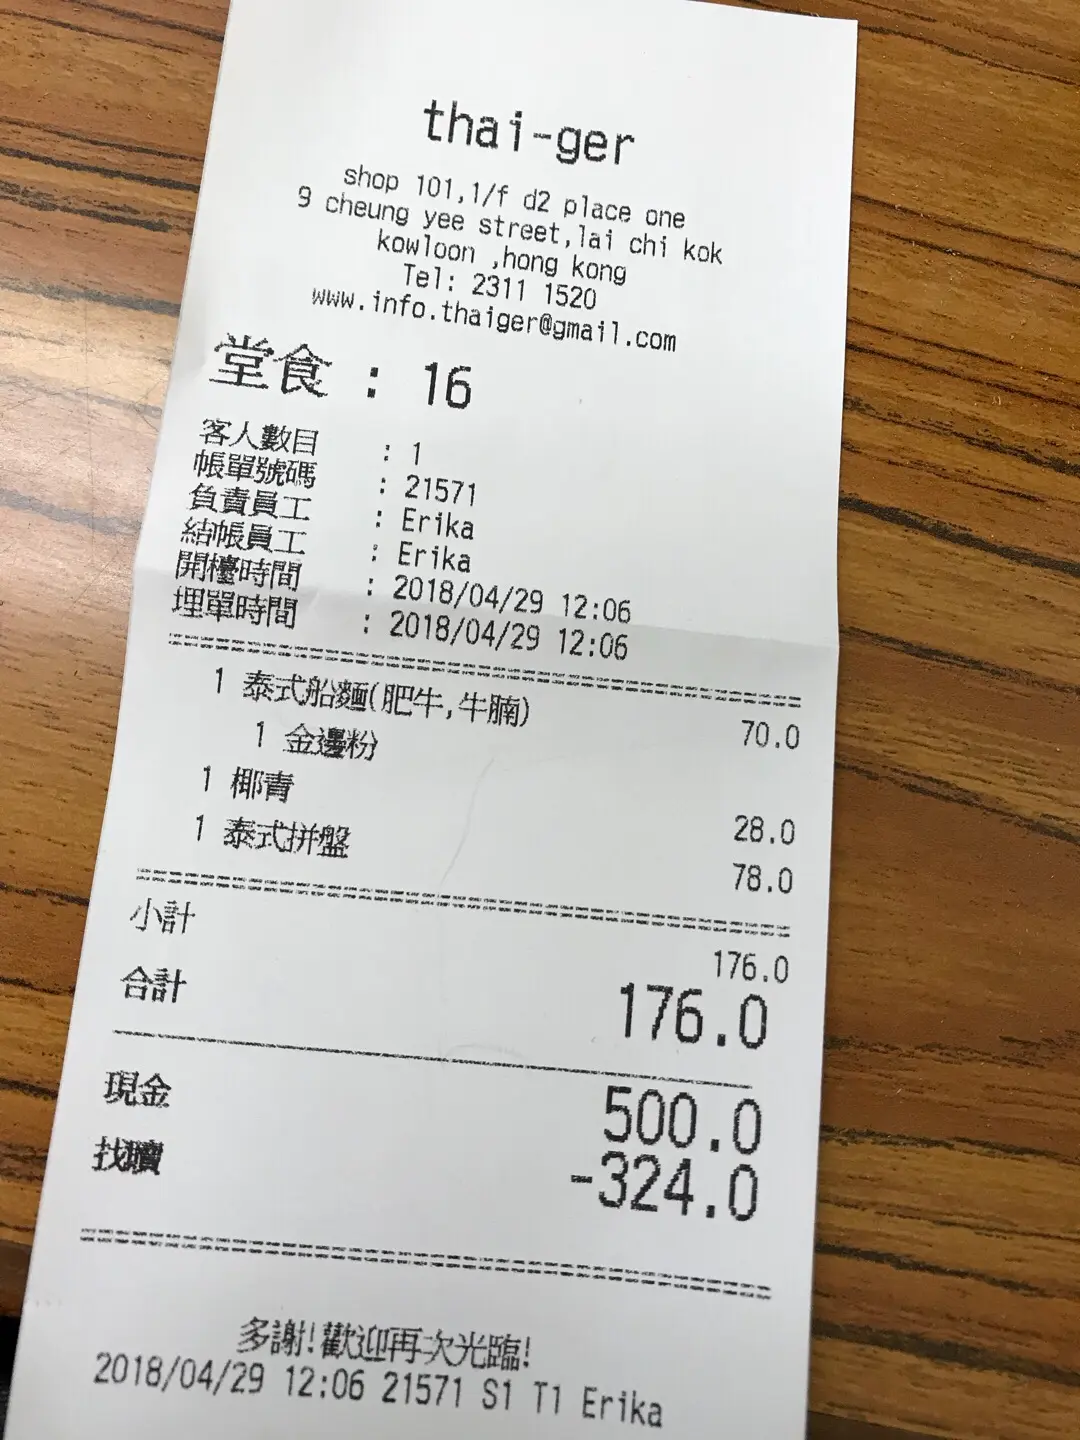 thai-ger
shop 101,1/f d2 place one
9 cheung yee street,lai chi kok
kowloon ,hong kong
Tel: 2311 1520
www.info.thaiger@gmail.com
堂食 : 16
客人數目 : 1
帳單號碼 : 21571
負責員工 : Erika
結帳員工 : Erika
開檯時間 : 2018/04/29 12:06
埋單時間 : 2018/04/29 12:06
1 泰式船麵(肥牛,牛腩) 70.0
1 金邊粉
1 椰青 28.0
1 泰式拼盤 78.0
小計 176.0
合計 176.0
現金 500.0
找贖 -324.0
多謝!歡迎再次光臨!
2018/04/29 12:06 21571 S1 T1 Erika